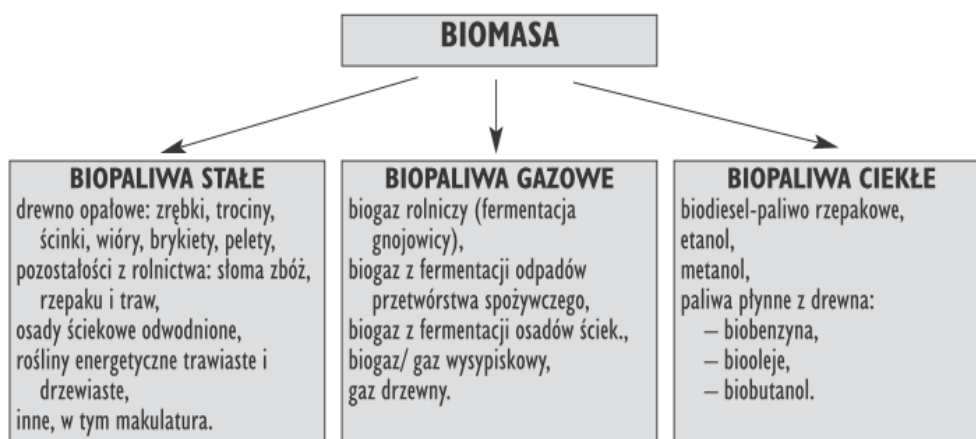 BIOMASA
BIOPALIWA STAŁE
drewno opałowe: zrębki, trociny,
ścinki, wióry, brykiety, pelety,
pozostałości z rolnictwa: słoma zbóż,
rzepaku i traw,
osady ściekowe odwodnione,
rośliny energetyczne trawiaste i
drzewiaste,
inne, w tym makulatura.
BIOPALIWA GAZOWE
biogaz rolniczy (fermentacja
gnojowicy),
biogaz z fermentacji odpadów
przetwórstwa spożywczego,
biogaz z fermentacji osadów ściek.,
biogaz/ gaz wysypiskowy,
gaz drzewny.
BIOPALIWA CIEKŁE
biodiesel-paliwo rzepakowe,
etanol,
metanol,
paliwa płynne z drewna:
– biobenzyna,
– biooleje,
– biobutanol.